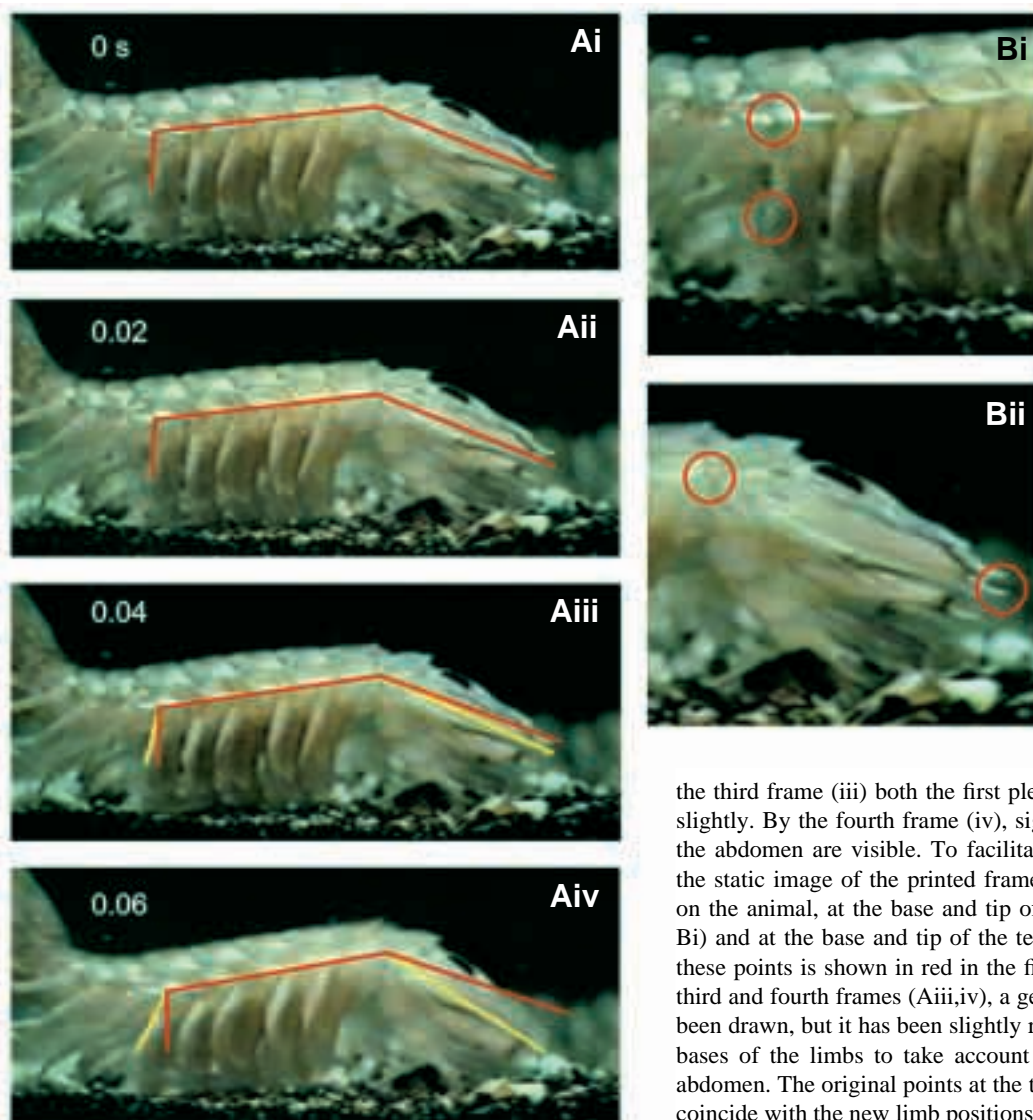 0 s
Ai
Bi
0.02
Aii
Bii
0.04
Aiii
0.06
Aiv
the third frame (iii) both the first ple
slightly. By the fourth frame (iv), sig
the abdomen are visible. To facilita
the static image of the printed frame
on the animal, at the base and tip o
Bi) and at the base and tip of the te
these points is shown in red in the fi
third and fourth frames (Aiii,iv), a ge
been drawn, but it has been slightly r
bases of the limbs to take account
abdomen. The original points at the t
coincide with the new limb positions